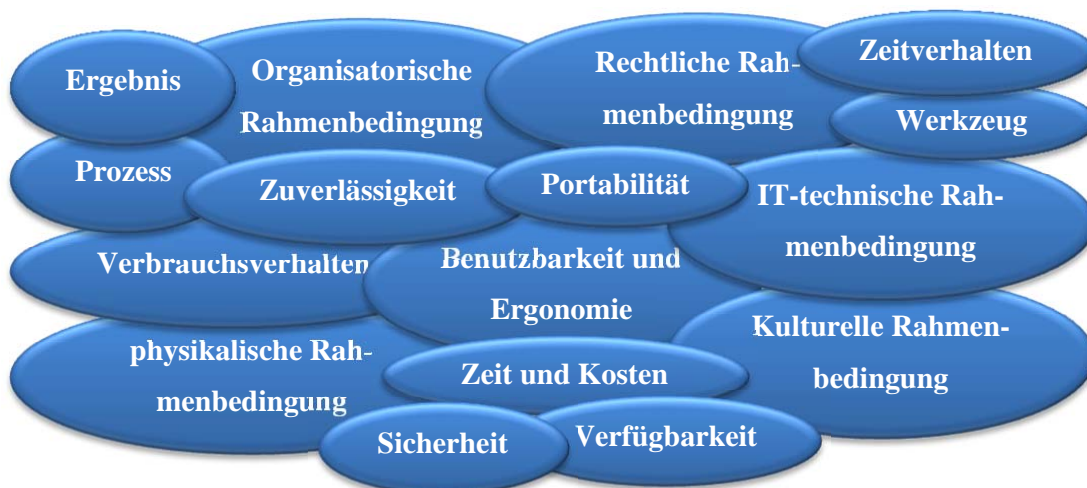 Ergebnis
Organisatorische
Rahmenbedingung
Rechtliche Rah-
menbedingung
Zeitverhalten
Werkzeug
Prozess
Zuverlässigkeit
Portabilität
IT-technische Rah-
menbedingung
Verbrauchsverhalten
Benutzbarkeit und
Ergonomie
physikalische Rah-
menbedingung
Zeit und Kosten
Kulturelle Rahmen-
bedingung
Sicherheit
Verfügbarkeit